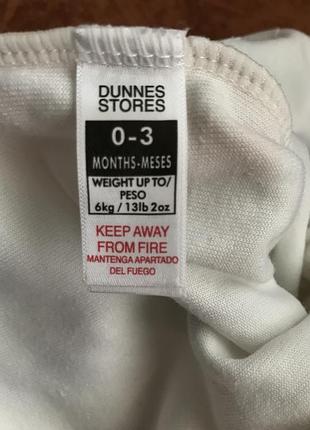 DUNNES
STORES
0-3
MONTHS-MESES
WEIGHT UP TO/
PESO
6kg / 13lb 2oz
KEEP AWAY
FROM FIRE
MANTENGA APARTADO
DEL FUEGO